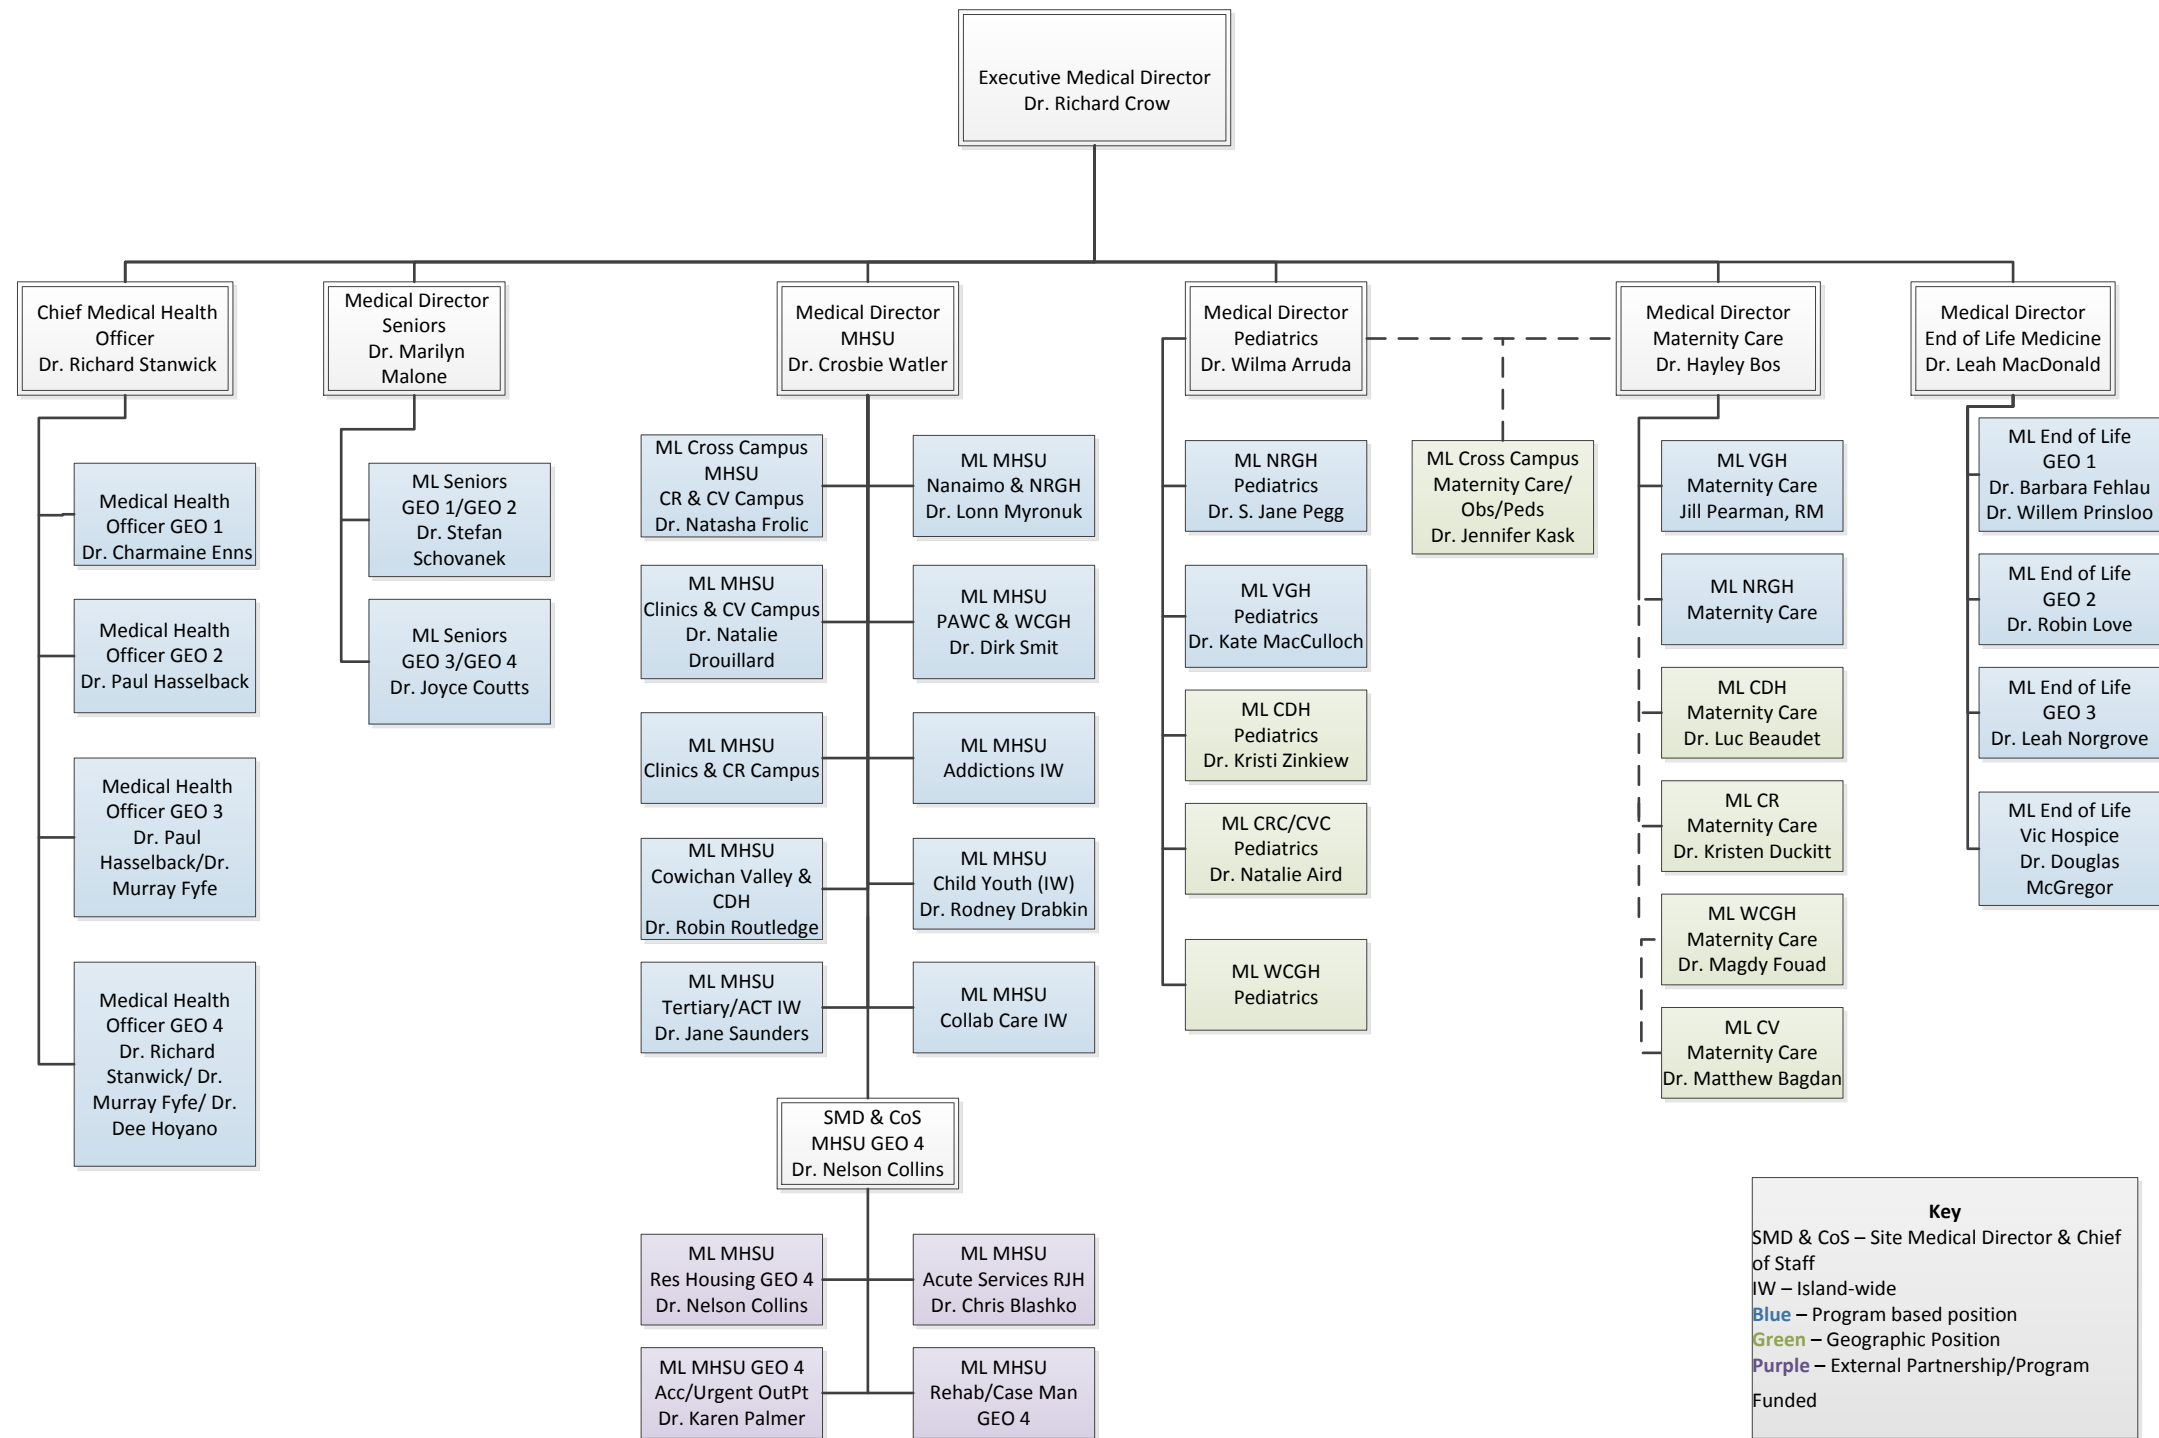 Executive Medical Director
Dr. Richard Crow
Chief Medical Health
Officer
Dr. Richard Stanwick
Medical Director
Seniors
Dr. Marilyn
Malone
Medical Director
MHSU
Dr. Crosbie Watler
Medical Director
Pediatrics
Dr. Wilma Arruda
Medical Director
Maternity Care
Dr. Hayley Bos
Medical Director
End of Life Medicine
Dr. Leah MacDonald
Medical Health
Officer GEO 1
Dr. Charmaine Enns
Medical Health
Officer GEO 2
Dr. Paul Hasselback
Medical Health
Officer GEO 3
Dr. Paul
Hasselback/Dr.
Murray Fyfe
Medical Health
Officer GEO 4
Dr. Richard
Stanwick/ Dr.
Murray Fyfe/ Dr.
Dee Hoyano
ML Seniors
GEO 1/GEO 2
Dr. Stefan
Schovanek
ML Seniors
GEO 3/GEO 4
Dr. Joyce Coutts
ML Cross Campus
MHSU
CR & CV Campus
Dr. Natasha Frolic
ML MHSU
Nanaimo & NRGH
Dr. Lonn Myronuk
ML MHSU
Clinics & CV Campus
Dr. Natalie
Drouillard
ML MHSU
PAWC & WCGH
Dr. Dirk Smit
ML MHSU
Clinics & CR Campus
ML MHSU
Addictions IW
ML MHSU
Cowichan Valley &
CDH
Dr. Robin Routledge
ML MHSU
Child Youth (IW)
Dr. Rodney Drabkin
ML MHSU
Tertiary/ACT IW
Dr. Jane Saunders
ML MHSU
Collab Care IW
SMD & CoS
MHSU GEO 4
Dr. Nelson Collins
ML MHSU
Res Housing GEO 4
Dr. Nelson Collins
ML MHSU
Acute Services RJH
Dr. Chris Blashko
ML MHSU GEO 4
Acc/Urgent OutPt
Dr. Karen Palmer
ML MHSU
Rehab/Case Man
GEO 4
ML NRGH
Pediatrics
Dr. S. Jane Pegg
ML VGH
Pediatrics
Dr. Kate MacCulloch
ML CDH
Pediatrics
Dr. Kristi Zinkiew
ML CRC/CVC
Pediatrics
Dr. Natalie Aird
ML WCGH
Pediatrics
ML Cross Campus
Maternity Care/
Obs/Peds
Dr. Jennifer Kask
ML VGH
Maternity Care
Jill Pearman, RM
ML NRGH
Maternity Care
ML CDH
Maternity Care
Dr. Luc Beaudet
ML CR
Maternity Care
Dr. Kristen Duckitt
ML WCGH
Maternity Care
Dr. Magdy Fouad
ML CV
Maternity Care
Dr. Matthew Bagdan
ML End of Life
GEO 1
Dr. Barbara Fehlau
Dr. Willem Prinsloo
ML End of Life
GEO 2
Dr. Robin Love
ML End of Life
GEO 3
Dr. Leah Norgrove
ML End of Life
Vic Hospice
Dr. Douglas
McGregor
Key
SMD & CoS – Site Medical Director & Chief
of Staff
IW – Island-wide
Blue – Program based position
Green – Geographic Position
Purple – External Partnership/Program
Funded